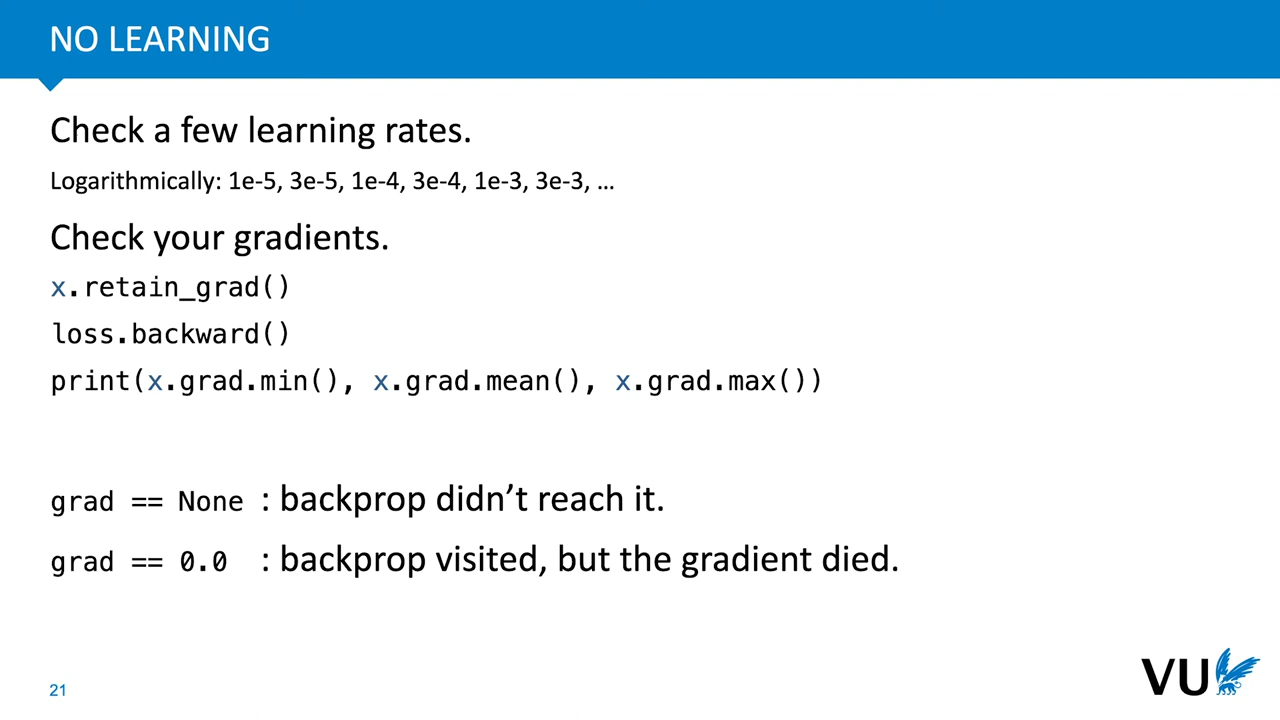 NO LEARNING
Check a few learning rates.
Logarithmically: 1e-5, 3e-5, 1e-4, 3e-4, 1e-3, 3e-3, …
Check your gradients.
x.retain_grad()
loss.backward()
print(x.grad.min(), x.grad.mean(), x.grad.max())
grad == None : backprop didn’t reach it.
grad == 0.0 : backprop visited, but the gradient died.
21
VU